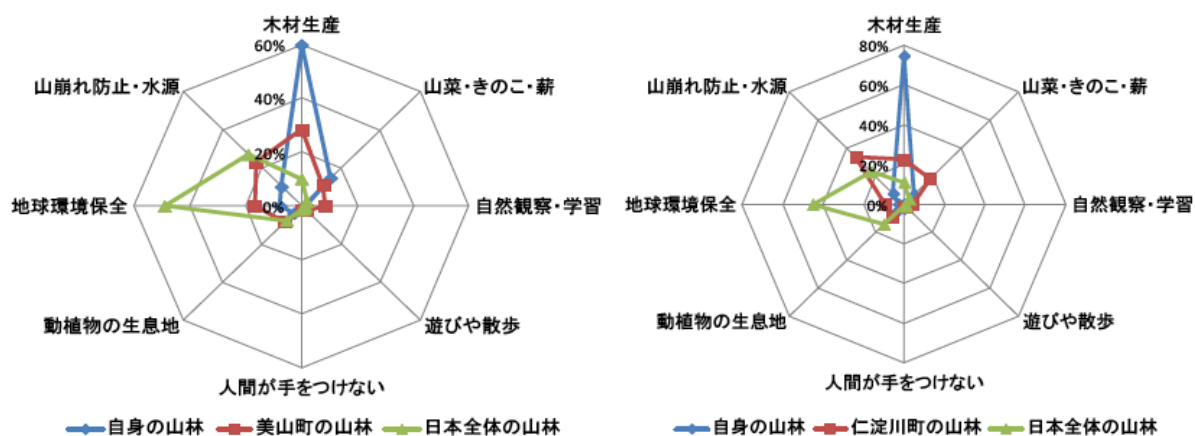 木材生産
60%
40%
20%
0%
山菜・きのこ・薪
自然観察・学習
遊びや散歩
人間が手をつけない
動植物の生息地
地球環境保全
山崩れ防止・水源
自身の山林 美山町の山林 日本全体の山林
木材生産
80%
60%
40%
20%
0%
山菜・きのこ・薪
自然観察・学習
遊びや散歩
人間が手をつけない
動植物の生息地
地球環境保全
山崩れ防止・水源
自身の山林 仁淀川町の山林 日本全体の山林